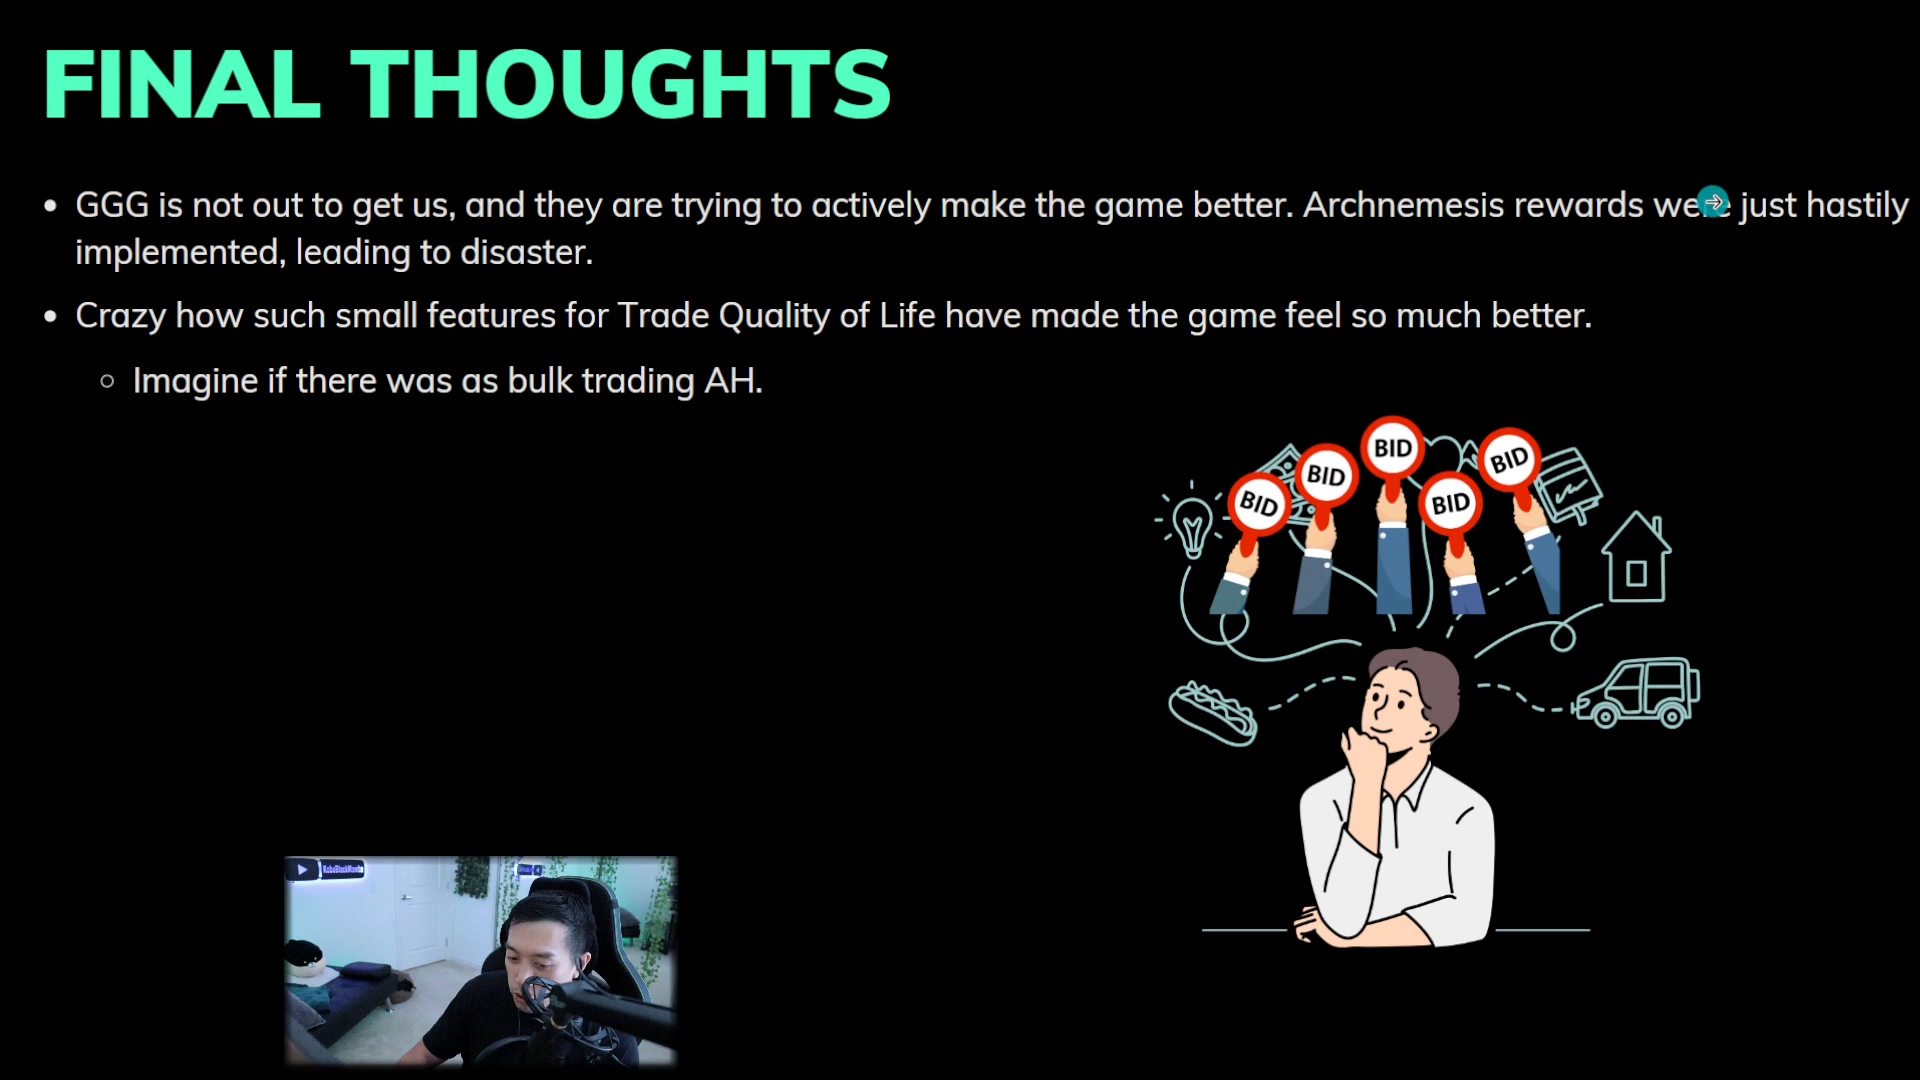 FINAL THOUGHTS
• GGG is not out to get us, and they are trying to actively make the game better. Archnemesis rewards were just hastily
implemented, leading to disaster.
• Crazy how such small features for Trade Quality of Life have made the game feel so much better.
○ Imagine if there was as bulk trading AH.
BID
BID
BID
BID
BID
KobeBlackMamba